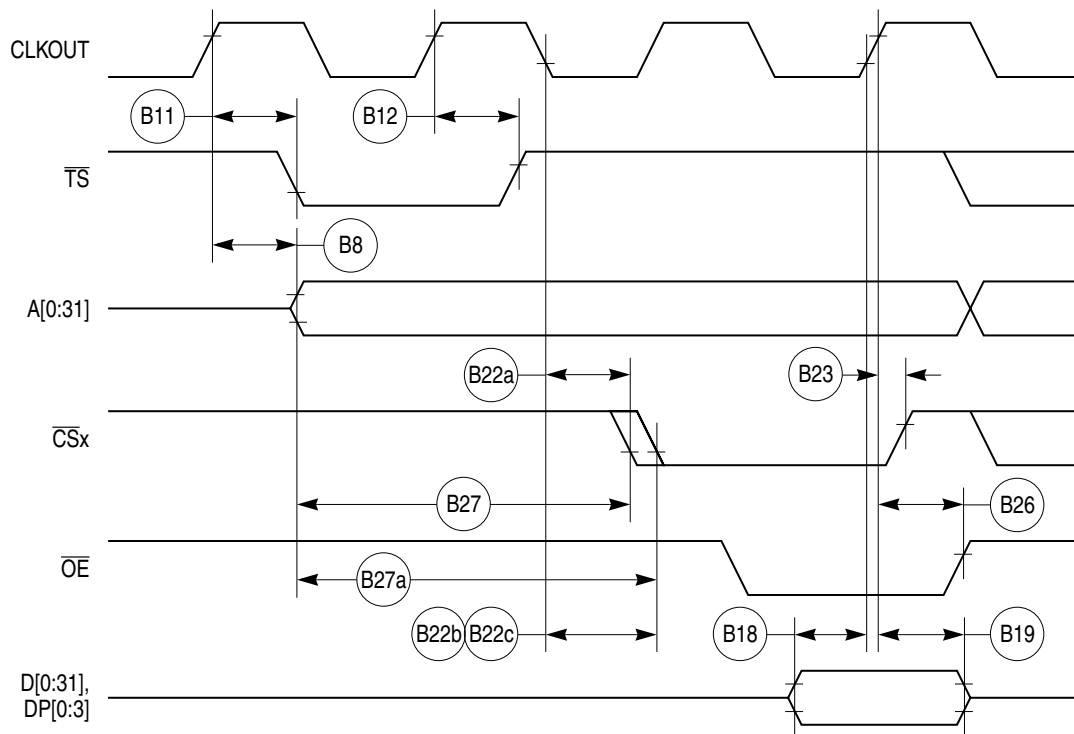 CLKOUT
B11
B12
TS
B8
A[0:31]
B22a
B23
CSx
B27
B26
OE
B27a
B22b
B22c
B18
B19
D[0:31],
DP[0:3]